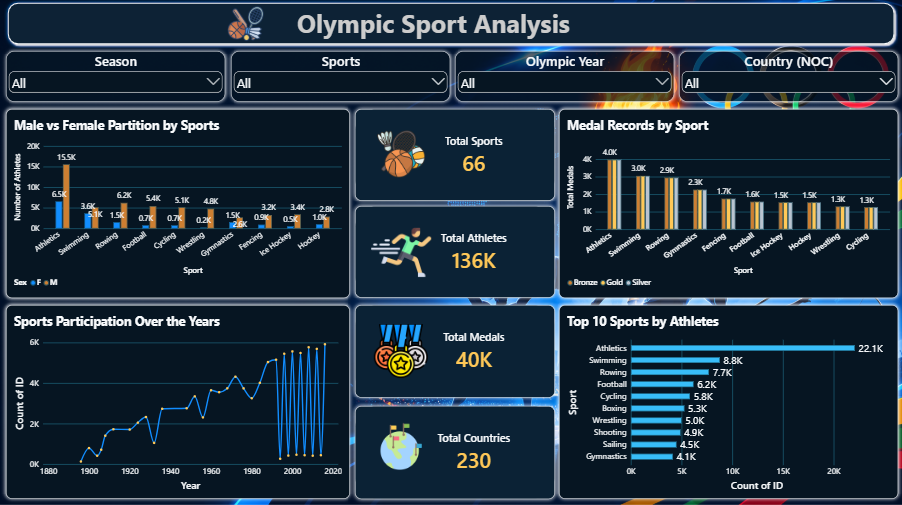 Olympic Sport Analysis
Season
Sports
Olympic Year
Country (NOC)
All
All
All
All
Male vs Female Partition by Sports
Number of Athletes
20K
15K
10K
5K
0K
6.5K
15.5K
3.6K
5.1K
1.5K
6.2K
0.7K
5.4K
0.7K
5.1K
0.2K
4.8K
1.5K
2.6K
0.9K
3.2K
0.5K
3.4K
1.0K
2.8K
Athletics
Swimming
Rowing
Football
Cycling
Wrestling
Gymnastics
Fencing
Ice Hockey
Hockey
Sport
Sex F M
Total Sports
66
Total Athletes
136K
Total Medals
40K
Total Countries
230
Medal Records by Sport
Total Medals
4K
3K
2K
1K
0K
4.0K
3.0K
2.9K
2.3K
1.7K
1.6K
1.5K
1.5K
1.3K
1.3K
Athletics
Swimming
Rowing
Gymnastics
Fencing
Football
Ice Hockey
Hockey
Wrestling
Cycling
Sport
Bronze Gold Silver
Sports Participation Over the Years
Count of ID
6K
4K
2K
0K
1880 1900 1920 1940 1960 1980 2000 2020
Year
Top 10 Sports by Athletes
Sport
Athletics 22.1K
Swimming 8.8K
Rowing 7.7K
Football 6.2K
Cycling 5.8K
Boxing 5.3K
Wrestling 5.0K
Shooting 4.9K
Sailing 4.5K
Gymnastics 4.1K
0K 5K 10K 15K 20K
Count of ID